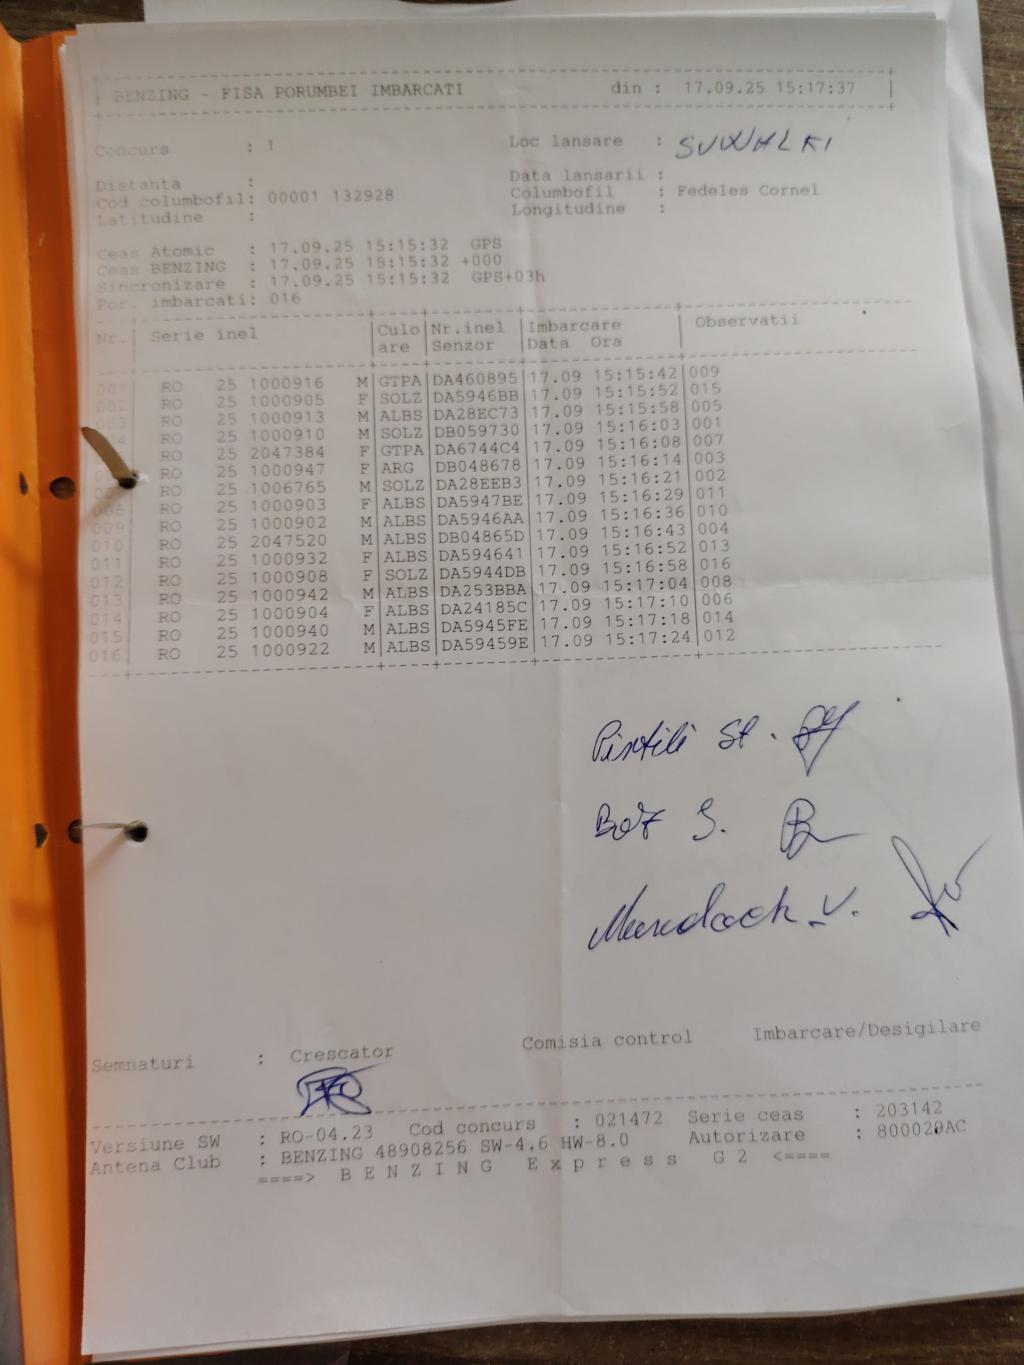 BENZING - FISA PORUMBEI IMBARCATI din : 17.09.25 15:17:37
Concurs : 1 Loc lansare : SUWALKI
Distanta : Data lansarii :
Cod columbofil: 00001 132928 Columbofil : Fedeles Cornel
Latitudine : Longitudine :
Ceas Atomic : 17.09.25 15:15:32 GPS
Ceas BENZING : 17.09.25 15:15:32 +000
Sincronizare : 17.09.25 15:15:32 GPS+03h
Por. imbarcati: 016
Nr. Serie inel Culo Nr.inel Imbarcare Observatii
are Senzor Data Ora
001 RO 25 1000916 M GTPA DA460895 17.09 15:15:42 009
002 RO 25 1000905 F SOLZ DA5946BB 17.09 15:15:52 015
003 RO 25 1000913 M ALBS DA28EC73 17.09 15:15:58 005
004 RO 25 1000910 M SOLZ DB059730 17.09 15:16:03 001
RO 25 2047384 F GTPA DA6744C4 17.09 15:16:08 007
RO 25 1000947 F ARG DB048678 17.09 15:16:14 003
RO 25 1006765 M SOLZ DA28EEB3 17.09 15:16:21 002
008 RO 25 1000903 F ALBS DA5947BE 17.09 15:16:29 011
009 RO 25 1000902 M ALBS DA5946AA 17.09 15:16:36 010
010 RO 25 2047520 M ALBS DB04865D 17.09 15:16:43 004
011 RO 25 1000932 F ALBS DA594641 17.09 15:16:52 013
012 RO 25 1000908 F SOLZ DA5944DB 17.09 15:16:58 016
013 RO 25 1000942 M ALBS DA253BBA 17.09 15:17:04 008
014 RO 25 1000904 F ALBS DA24185C 17.09 15:17:10 006
015 RO 25 1000940 M ALBS DA5945FE 17.09 15:17:18 014
016 RO 25 1000922 M ALBS DA59459E 17.09 15:17:24 012
Pintili St.
Bot S.
V.
Semnaturi : Crescator Comisia control Imbarcare/Desigilare
Versiune SW : RO-04.23 Cod concurs : 021472 Serie ceas : 203142
Antena Club : BENZING 48908256 SW-4.6 HW-8.0 Autorizare : 800020AC
====> B E N Z I N G E x p r e s s G 2 <====